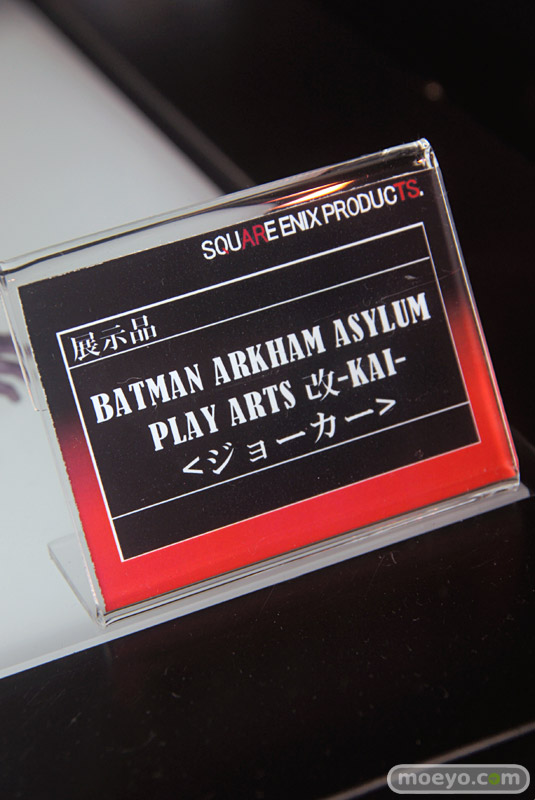 SQUARE ENIX PRODUCTS.
展示品
BATMAN ARKHAM ASYLUM
PLAY ARTS 改-KAI-
<ジョーカー>
moeyo.com